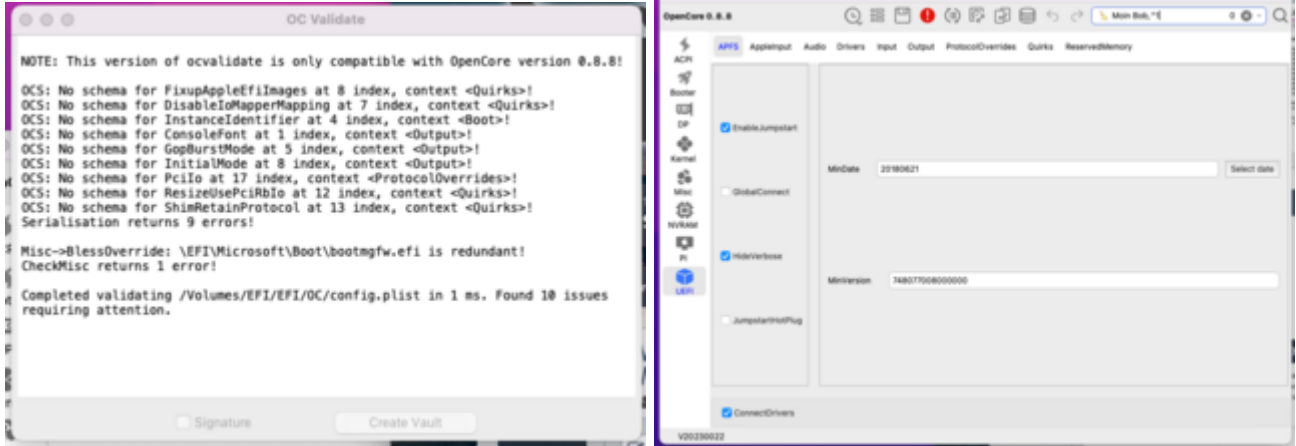 OC Validate
NOTE: This version of ocvalidate is only compatible with OpenCore version 0.8.8!
OCS: No schema for FixupAppleEfiImages at 8 index, context <Quirks>!
OCS: No schema for DisableIoMapperMapping at 7 index, context <Quirks>!
OCS: No schema for InstanceIdentifier at 4 index, context <Boot>!
OCS: No schema for ConsoleFont at 1 index, context <Output>!
OCS: No schema for GopBurstMode at 5 index, context <Output>!
OCS: No schema for InitialMode at 8 index, context <Output>!
OCS: No schema for PciIo at 17 index, context <ProtocolOverrides>!
OCS: No schema for ResizeUsePciRbIo at 12 index, context <Quirks>!
OCS: No schema for ShimRetainProtocol at 13 index, context <Quirks>!
Serialisation returns 9 errors!
Misc->BlessOverride: \EFI\Microsoft\Boot\bootmgfw.efi is redundant!
CheckMisc returns 1 error!
Completed validating /Volumes/EFI/EFI/OC/config.plist in 1 ms. Found 10 issues
requiring attention.
Signature Create Vault
OpenCore 0.8.8
Moin Bob, 0
APFS AppleInput Audio Drivers Input Output ProtocolOverrides Quirks ReservedMemory
ACPI
Booter
DP
Kernel
Misc
NVRAM
PI
UEFI
EnableJumpstart
GlobalConnect
HideVerbose
JumpstartHotPlug
MinDate 20180621 Select date
MinVersion 748077008000000
ConnectDrivers